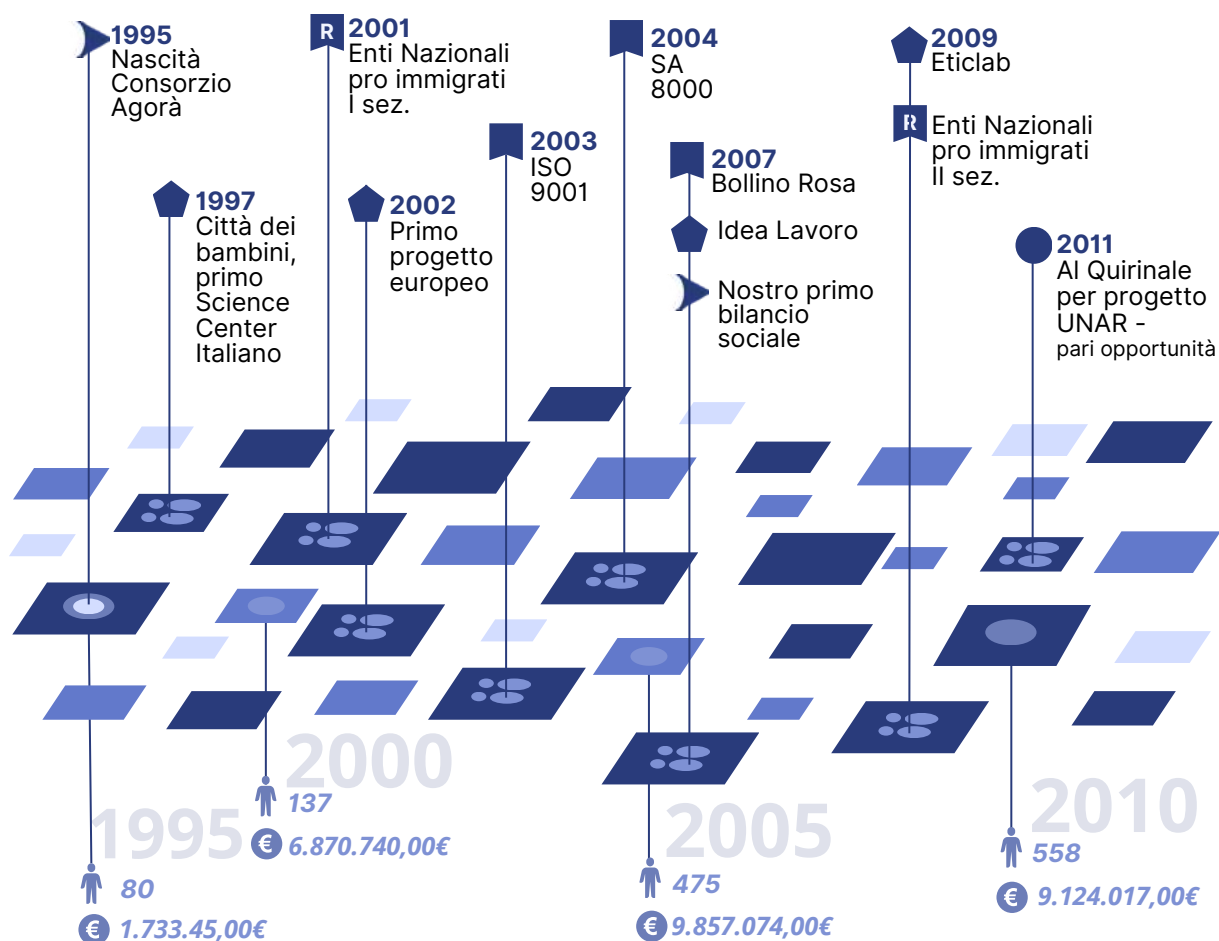 1995
Nascità
Consorzio
Agorà
1997
Città dei
bambini,
primo
Science
Center
Italiano
R
2001
Enti Nazionali
pro immigrati
I sez.
2002
Primo
progetto
europeo
2003
ISO
9001
2004
SA
8000
2007
Bollino Rosa
Idea Lavoro
Nostro primo
bilancio
sociale
2009
Eticlab
R
Enti Nazionali
pro immigrati
II sez.
2011
Al Quirinale
per progetto
UNAR -
pari opportunità
1995
80
€ 1.733.45,00€
2000
137
€ 6.870.740,00€
2005
475
€ 9.857.074,00€
2010
558
€ 9.124.017,00€